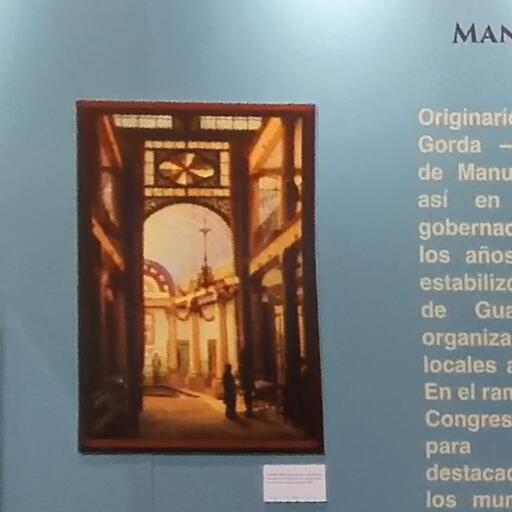 MAN
Originario
Gorda –
de Manu
así en
gobernad
los años
estabilizó
de Gua
organiza
locales a
En el ram
Congres
para
destacad
los mur